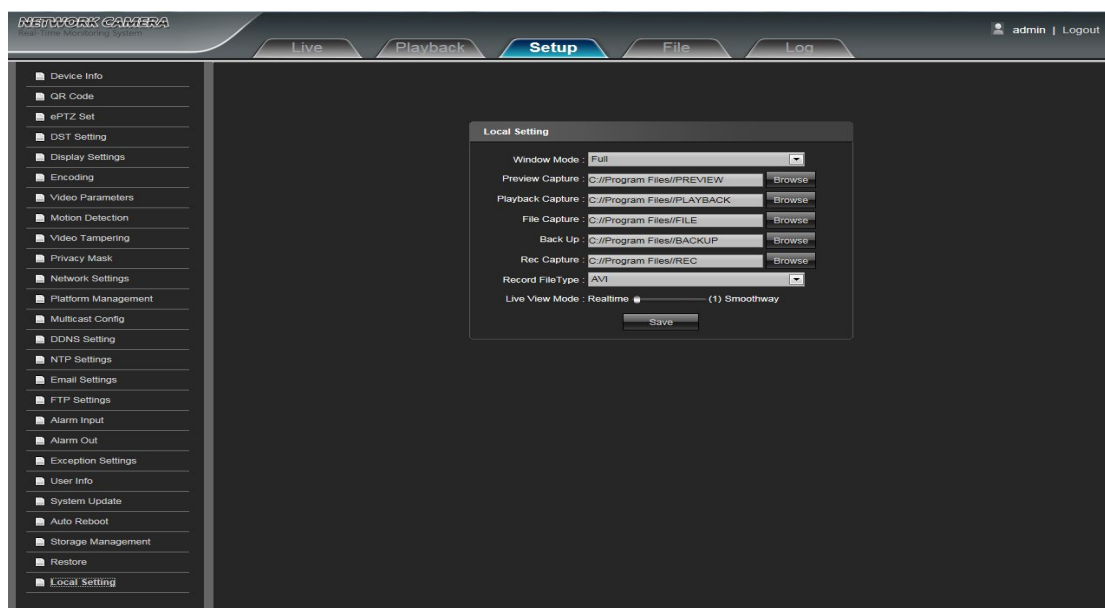 NETWORK CAMERA
Real-Time Monitoring System
admin | Logout
Live Playback Setup File Log
Device Info
QR Code
ePTZ Set
DST Setting
Display Settings
Encoding
Video Parameters
Motion Detection
Video Tampering
Privacy Mask
Network Settings
Platform Management
Multicast Config
DDNS Setting
NTP Settings
Email Settings
FTP Settings
Alarm Input
Alarm Out
Exception Settings
User Info
System Update
Auto Reboot
Storage Management
Restore
Local Setting
Local Setting
Window Mode : Full
Preview Capture : C://Program Files//PREVIEW Browse
Playback Capture : C://Program Files//PLAYBACK Browse
File Capture : C://Program Files//FILE Browse
Back Up : C://Program Files//BACKUP Browse
Rec Capture : C://Program Files//REC Browse
Record FileType : AVI
Live View Mode : Realtime (1) Smoothway
Save